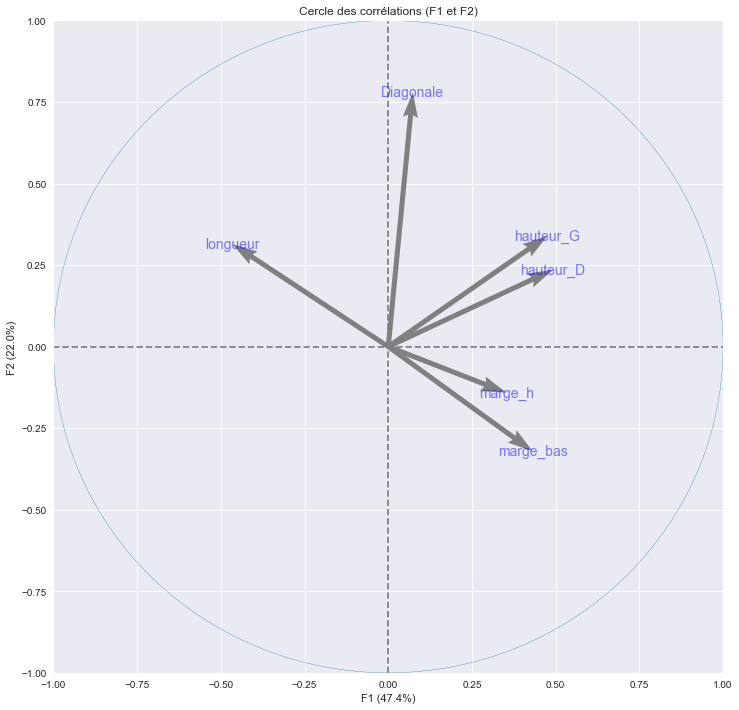 Cercle des corrélations (F1 et F2)
1.00
0.75
0.50
0.25
0.00
−0.25
−0.50
−0.75
−1.00
F2 (22.0%)
Diagonale
hauteur_G
longueur
hauteur_D
marge_h
marge_bas
−1.00 −0.75 −0.50 −0.25 0.00 0.25 0.50 0.75 1.00
F1 (47.4%)